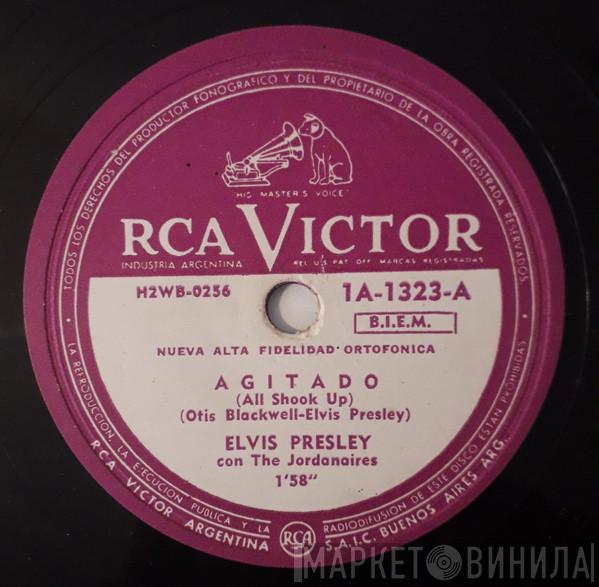 TODOS LOS DERECHOS DEL PRODUCTOR FONOGRAFICO Y DEL PROPIETARIO DE LA OBRA REGISTRADA RESERVADOS.
"HIS MASTER'S VOICE"
RCA VICTOR
INDUSTRIA ARGENTINA
REL. U.S. PAT. OFF. MARCAS REGISTRADAS
H2WB-0256
1A-1323-A
B.I.E.M.
NUEVA ALTA FIDELIDAD ORTOFONICA
AGITADO
(All Shook Up)
(Otis Blackwell-Elvis Presley)
ELVIS PRESLEY
con The Jordanaires
1'58"
LA REPRODUCCION, LA EJECUCION PUBLICA Y LA RADIODIFUSION DE ESTE DISCO ESTAN PROHIBIDAS.
RCA VICTOR ARGENTINA
RCA
S.A.I.C. BUENOS AIRES ARG.
МАРКЕТ ВИНИЛА